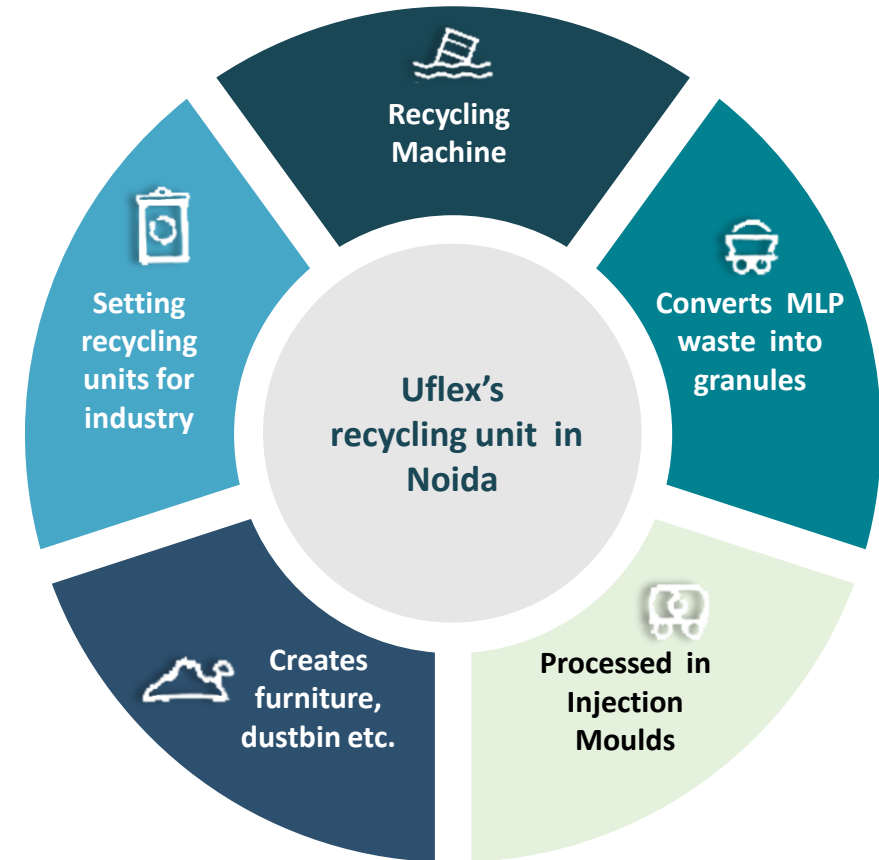 Recycling
Machine
Converts MLP
waste into
granules
Processed in
Injection
Moulds
Creates
furniture,
dustbin etc.
Setting
recycling
units for
industry
Uflex’s
recycling unit in
Noida